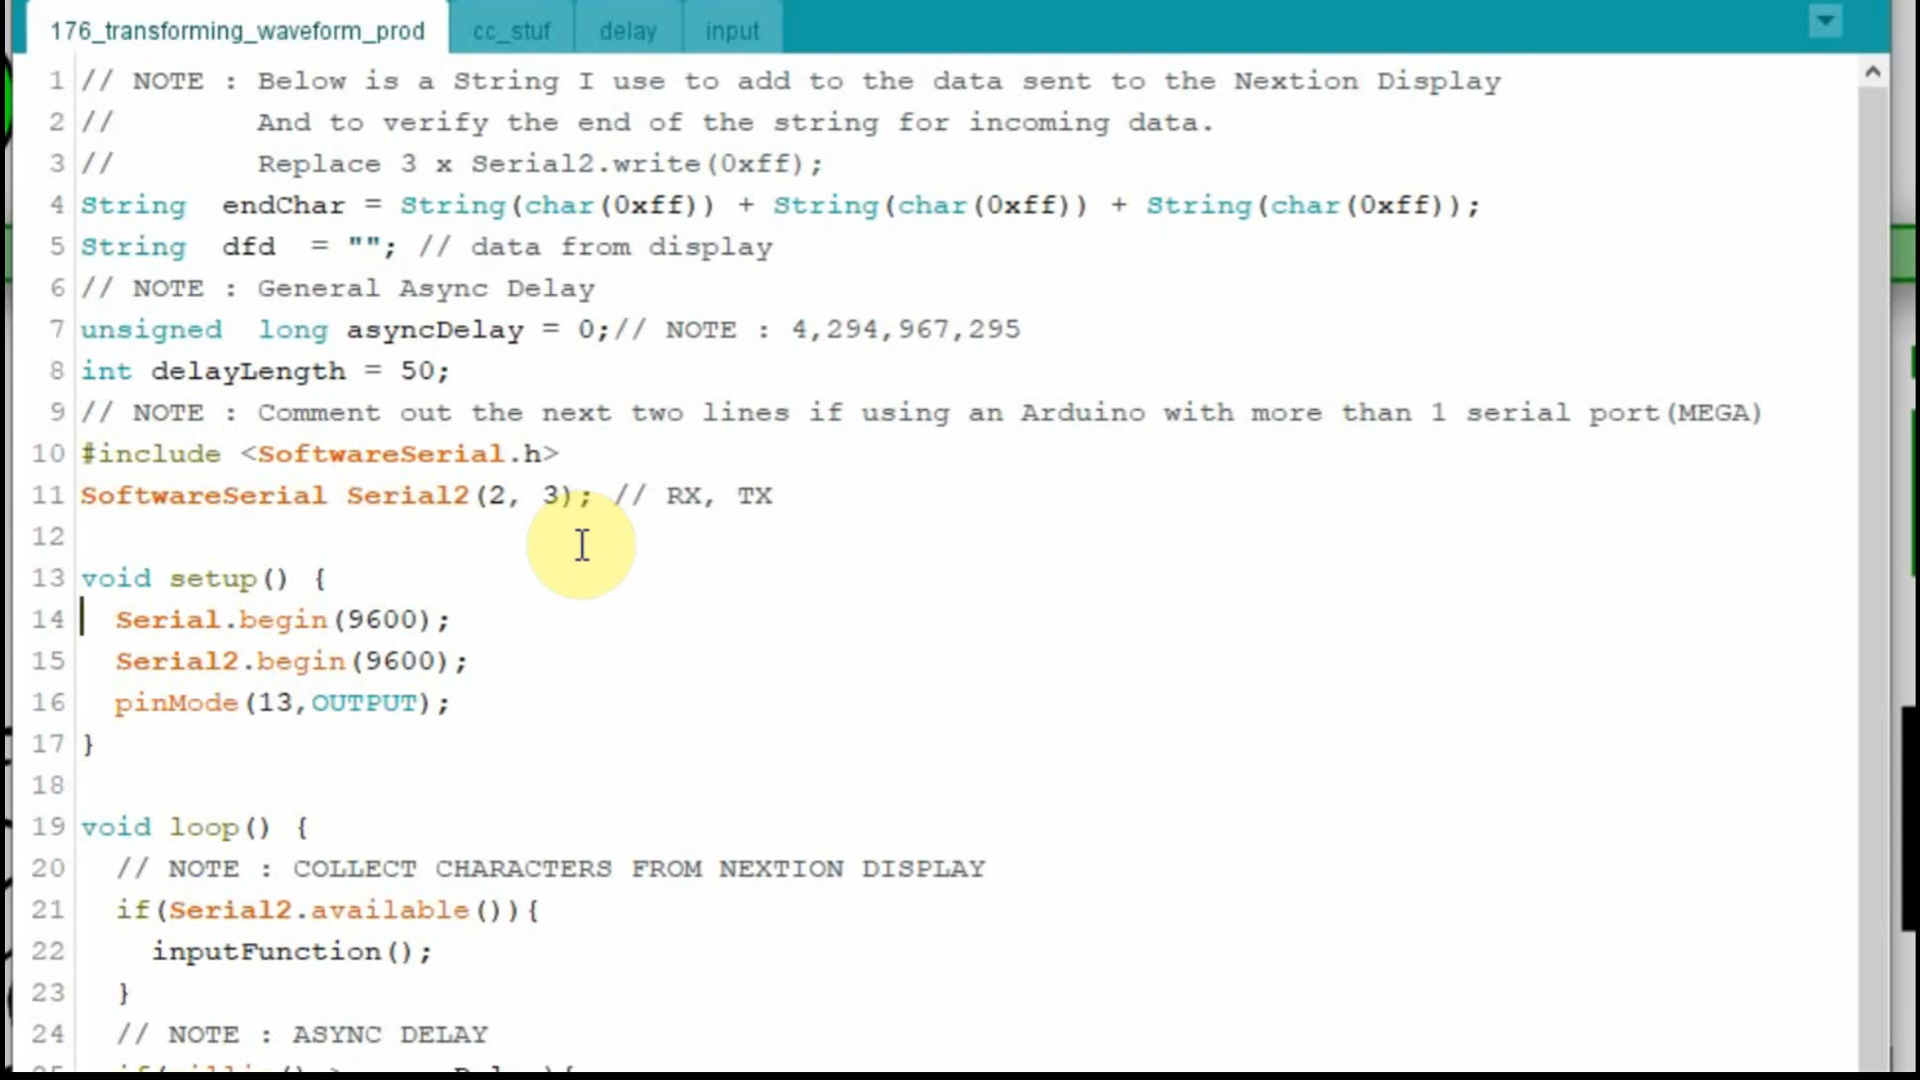 176_transforming_waveform_prod cc_stuf delay input
1 // NOTE : Below is a String I use to add to the data sent to the Nextion Display
2 // And to verify the end of the string for incoming data.
3 // Replace 3 x Serial2.write(0xff);
4 String endChar = String(char(0xff)) + String(char(0xff)) + String(char(0xff));
5 String dfd = ""; // data from display
6 // NOTE : General Async Delay
7 unsigned long asyncDelay = 0;// NOTE : 4,294,967,295
8 int delayLength = 50;
9 // NOTE : Comment out the next two lines if using an Arduino with more than 1 serial port(MEGA)
10 #include <SoftwareSerial.h>
11 SoftwareSerial Serial2(2, 3); // RX, TX
12
13 void setup() {
14 Serial.begin(9600);
15 Serial2.begin(9600);
16 pinMode(13,OUTPUT);
17 }
18
19 void loop() {
20 // NOTE : COLLECT CHARACTERS FROM NEXTION DISPLAY
21 if(Serial2.available()){
22 inputFunction();
23 }
24 // NOTE : ASYNC DELAY